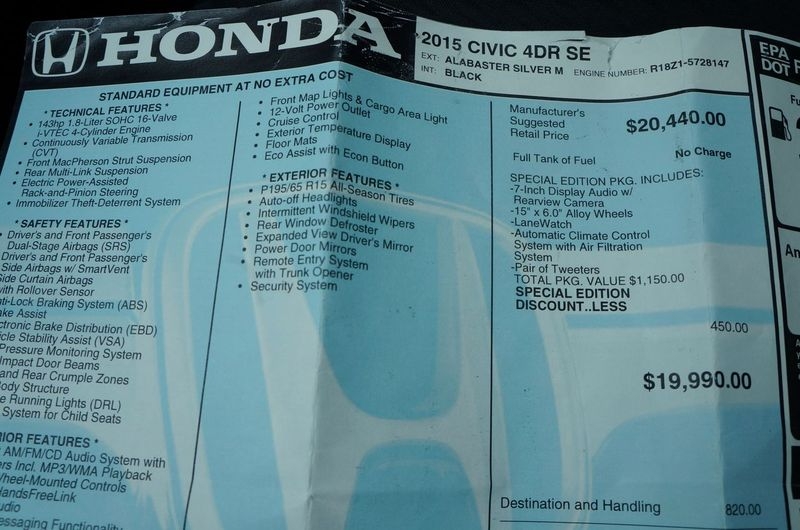 HONDA
2015 CIVIC 4DR SE
EXT: ALABASTER SILVER M ENGINE NUMBER: R18Z1-5728147
INT: BLACK
EPA
DOT
STANDARD EQUIPMENT AT NO EXTRA COST
* TECHNICAL FEATURES *
• 143hp 1.8-Liter SOHC 16-Valve
i-VTEC 4-Cylinder Engine
• Continuously Variable Transmission
(CVT)
• Front MacPherson Strut Suspension
• Rear Multi-Link Suspension
• Electric Power-Assisted
Rack-and-Pinion Steering
• Immobilizer Theft-Deterrent System
* SAFETY FEATURES *
• Driver's and Front Passenger's
Dual-Stage Airbags (SRS)
Driver's and Front Passenger's
Side Airbags w/ SmartVent
Side Curtain Airbags
with Rollover Sensor
Lock Braking System (ABS)
Assist
Brake Distribution (EBD)
Stability Assist (VSA)
Pressure Monitoring System
Impact Door Beams
and Rear Crumple Zones
Body Structure
Running Lights (DRL)
System for Child Seats
FEATURES *
AM/FM/CD Audio System with
Incl. MP3/WMA Playback
Wheel-Mounted Controls
HandsFreeLink
Functionality
• Front Map Lights & Cargo Area Light
• 12-Volt Power Outlet
• Cruise Control
• Exterior Temperature Display
• Floor Mats
• Eco Assist with Econ Button
* EXTERIOR FEATURES *
• P195/65 R15 All-Season Tires
• Auto-off Headlights
• Intermittent Windshield Wipers
• Rear Window Defroster
• Expanded View Driver's Mirror
• Power Door Mirrors
• Remote Entry System
with Trunk Opener
• Security System
Manufacturer's
Suggested
Retail Price $20,440.00
Full Tank of Fuel No Charge
SPECIAL EDITION PKG. INCLUDES:
-7-Inch Display Audio w/
Rearview Camera
-15" x 6.0" Alloy Wheels
-LaneWatch
-Automatic Climate Control
System with Air Filtration
System
-Pair of Tweeters
TOTAL PKG. VALUE $1,150.00
SPECIAL EDITION
DISCOUNT..LESS
450.00
$19,990.00
Destination and Handling 820.00